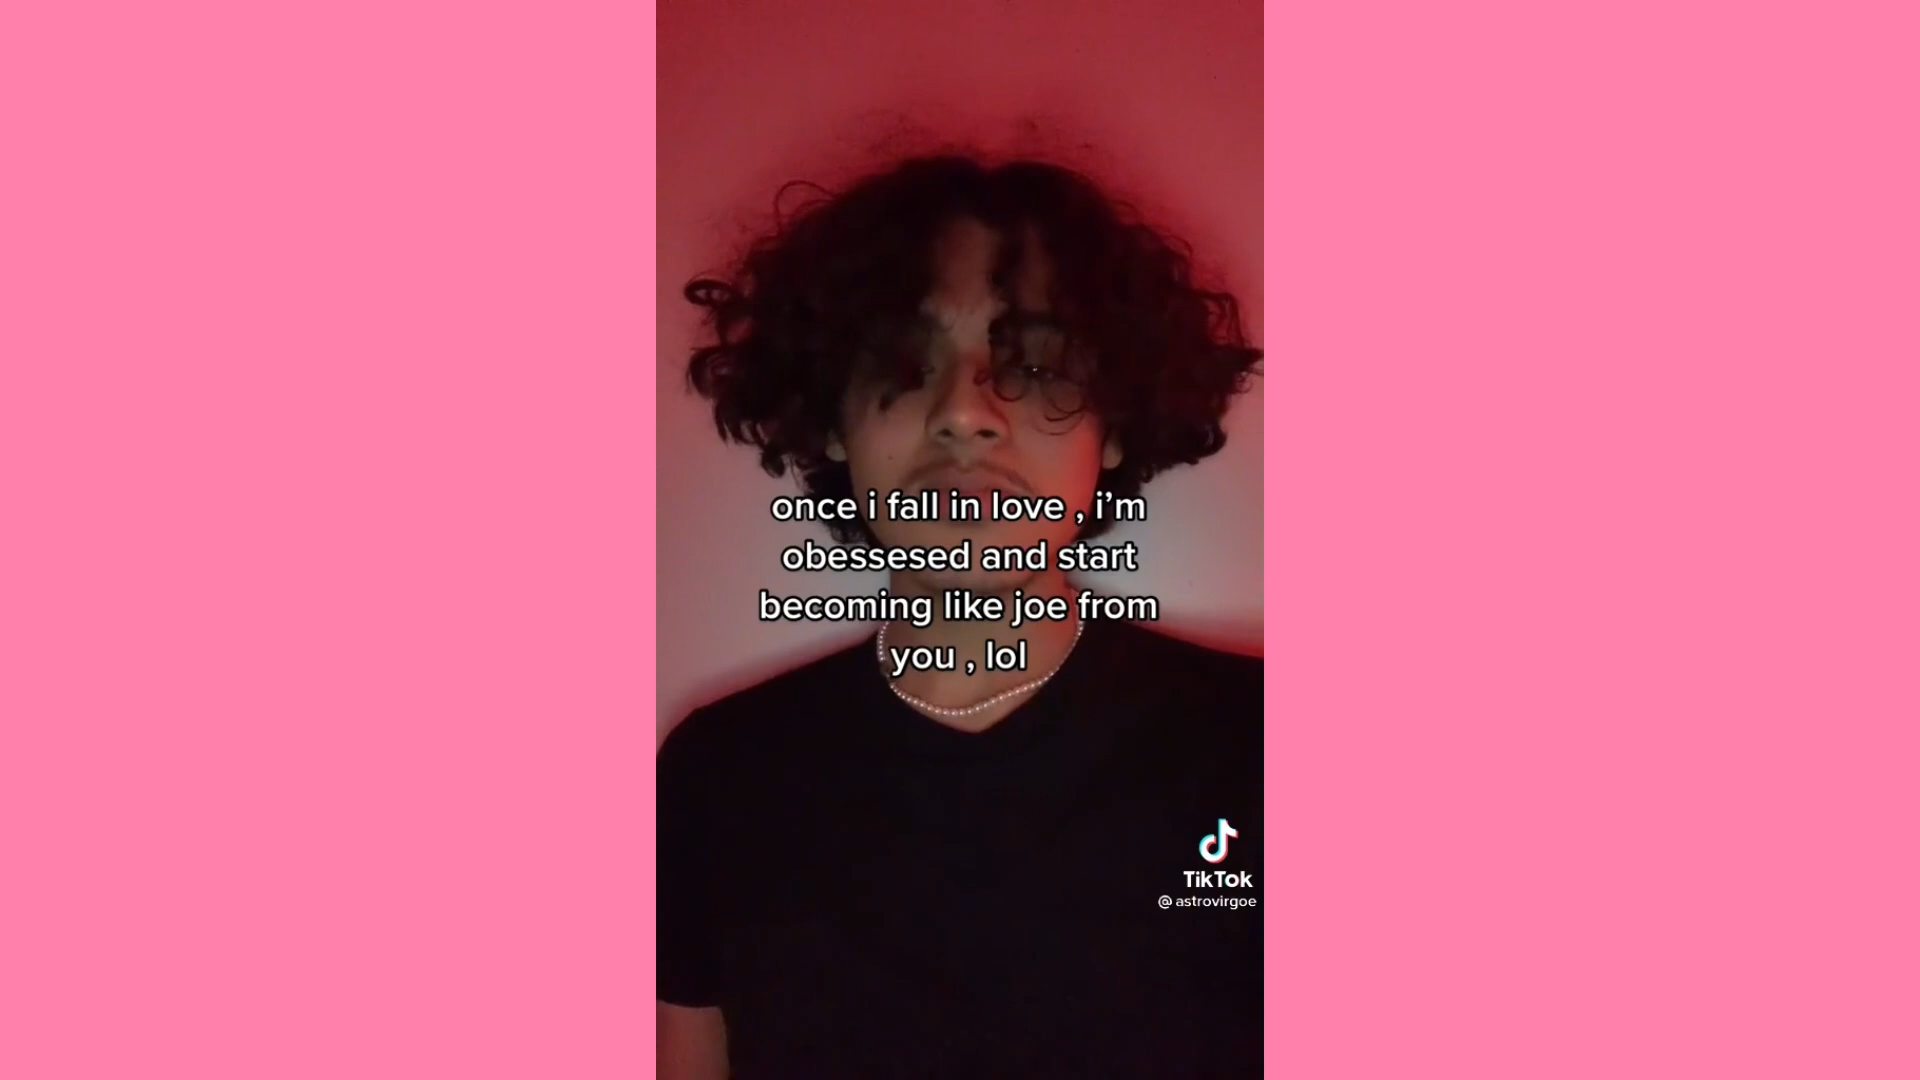 once i fall in love , i’m
obessesed and start
becoming like joe from
you , lol
TikTok
@ astrovirgoe